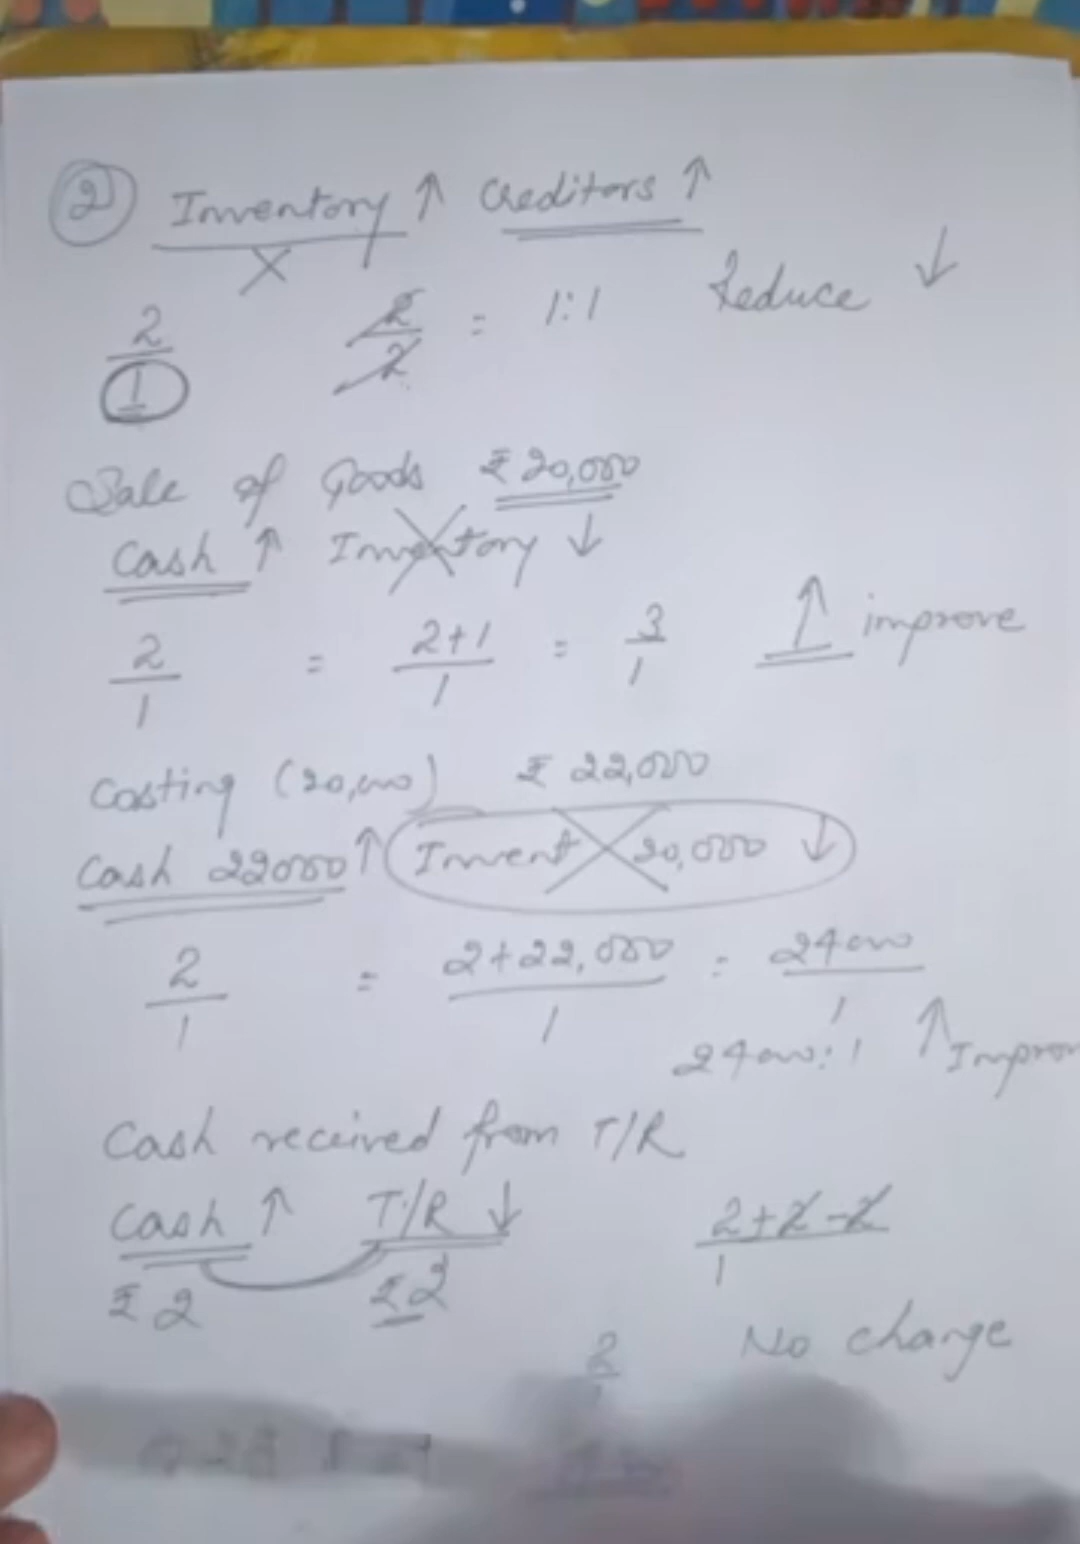 ② Inventory ↑ Creditors ↑
X
2/1 2/2 = 1:1 Reduce ↓
Sale of Goods ₹20,000
Cash ↑ Inventory ↓
2/1 = 2+1/1 = 3/1 ↑ improve
Costing (20,000) ₹ 22,000
Cash 22000 ↑ Invent 20,000 ↓
2/1 = 2+22,000/1 = 24000/1
24000:1 ↑ Improv
Cash received from T/R
Cash ↑ T/R ↓ 2+2-2/1
₹2 ₹2
2 No change